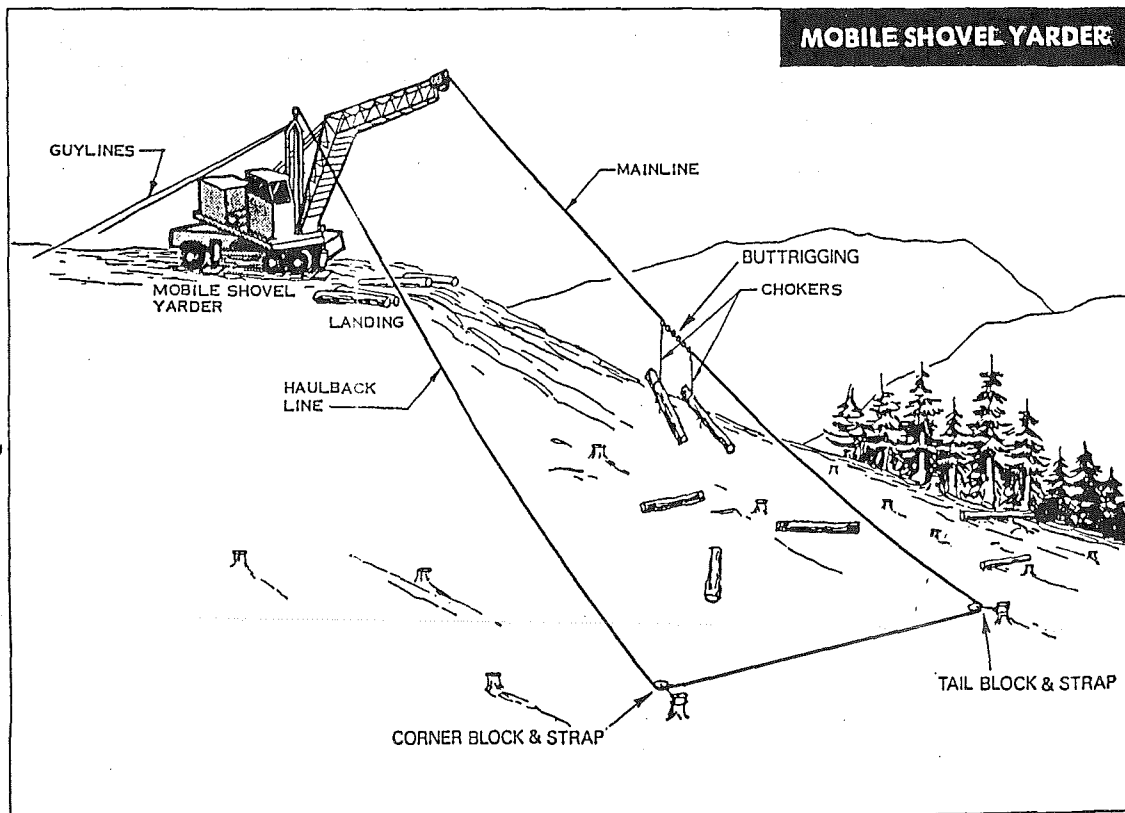 MOBILE SHOVEL YARDER
GUYLINES
MAINLINE
BUTTRIGGING
CHOKERS
MOBILE SHOVEL
YARDER
LANDING
HAULBACK
LINE
TAIL BLOCK & STRAP
CORNER BLOCK & STRAP